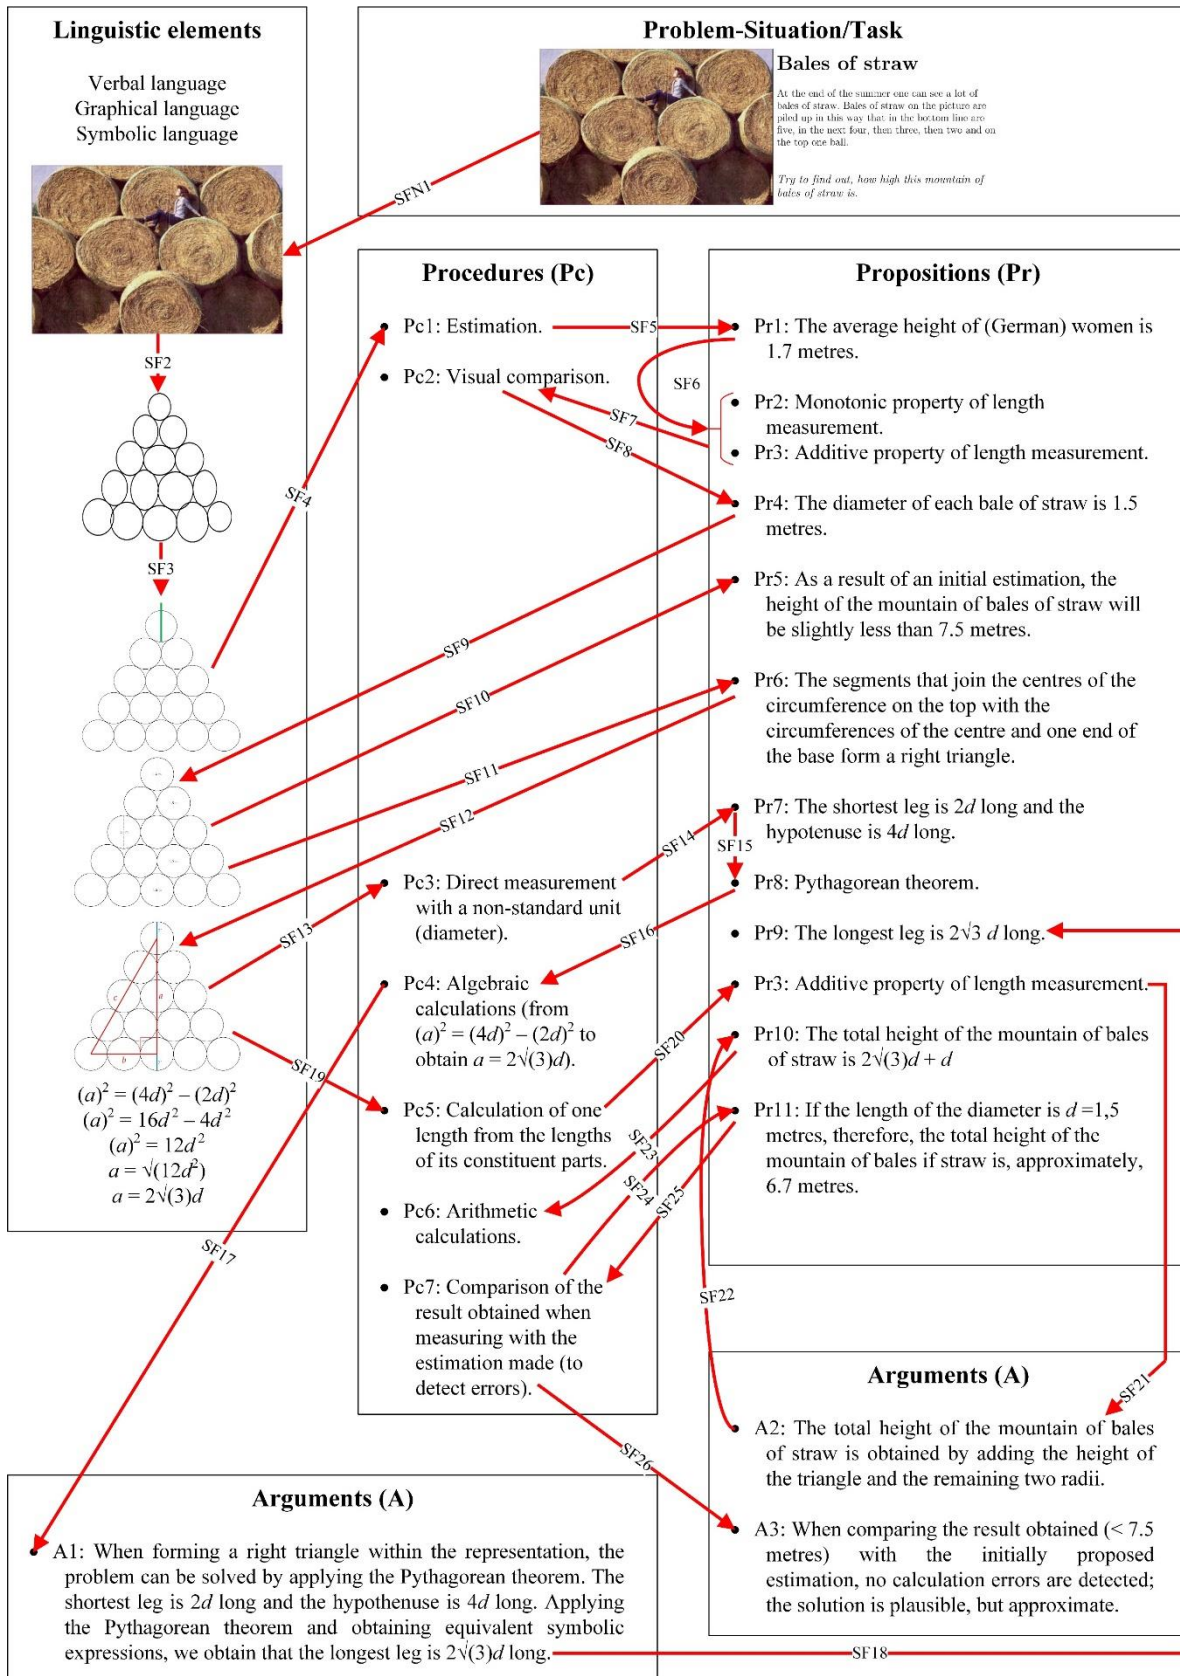 Linguistic elements
Verbal language
Graphical language
Symbolic language
SF2
SF3
(a)² = (4d)² – (2d)²
(a)² = 16d² – 4d²
(a)² = 12d²
a = √(12d²)
a = 2√(3)d
c
a
b
Problem-Situation/Task
Bales of straw
At the end of the summer one can see a lot of
bales of straw. Bales of straw on the picture are
piled up in this way that in the bottom line are
five, in the next four, then three, then two and on
the top one ball.
Try to find out, how high this mountain of
bales of straw is.
SFN1
Procedures (Pc)
Pc1: Estimation.
Pc2: Visual comparison.
Pc3: Direct measurement
with a non-standard unit
(diameter).
Pc4: Algebraic
calculations (from
(a)² = (4d)² – (2d)² to
obtain a = 2√(3)d).
Pc5: Calculation of one
length from the lengths
of its constituent parts.
Pc6: Arithmetic
calculations.
Pc7: Comparison of the
result obtained when
measuring with the
estimation made (to
detect errors).
Propositions (Pr)
Pr1: The average height of (German) women is
1.7 metres.
Pr2: Monotonic property of length
measurement.
Pr3: Additive property of length measurement.
Pr4: The diameter of each bale of straw is 1.5
metres.
Pr5: As a result of an initial estimation, the
height of the mountain of bales of straw will
be slightly less than 7.5 metres.
Pr6: The segments that join the centres of the
circumference on the top with the
circumferences of the centre and one end of
the base form a right triangle.
Pr7: The shortest leg is 2d long and the
hypotenuse is 4d long.
Pr8: Pythagorean theorem.
Pr9: The longest leg is 2√3 d long.
Pr3: Additive property of length measurement.
Pr10: The total height of the mountain of bales
of straw is 2√(3)d + d
Pr11: If the length of the diameter is d =1,5
metres, therefore, the total height of the
mountain of bales if straw is, approximately,
6.7 metres.
SF4
SF5
SF6
SF7
SF8
SF9
SF10
SF11
SF12
SF13
SF14
SF15
SF16
SF17
SF19
SF20
SF23
SF24
SF25
SF22
SF21
SF26
SF18
Arguments (A)
A2: The total height of the mountain of bales
of straw is obtained by adding the height of
the triangle and the remaining two radii.
A3: When comparing the result obtained (< 7.5
metres) with the initially proposed
estimation, no calculation errors are detected;
the solution is plausible, but approximate.
Arguments (A)
A1: When forming a right triangle within the representation, the
problem can be solved by applying the Pythagorean theorem. The
shortest leg is 2d long and the hypothenuse is 4d long. Applying
the Pythagorean theorem and obtaining equivalent symbolic
expressions, we obtain that the longest leg is 2√(3)d long.